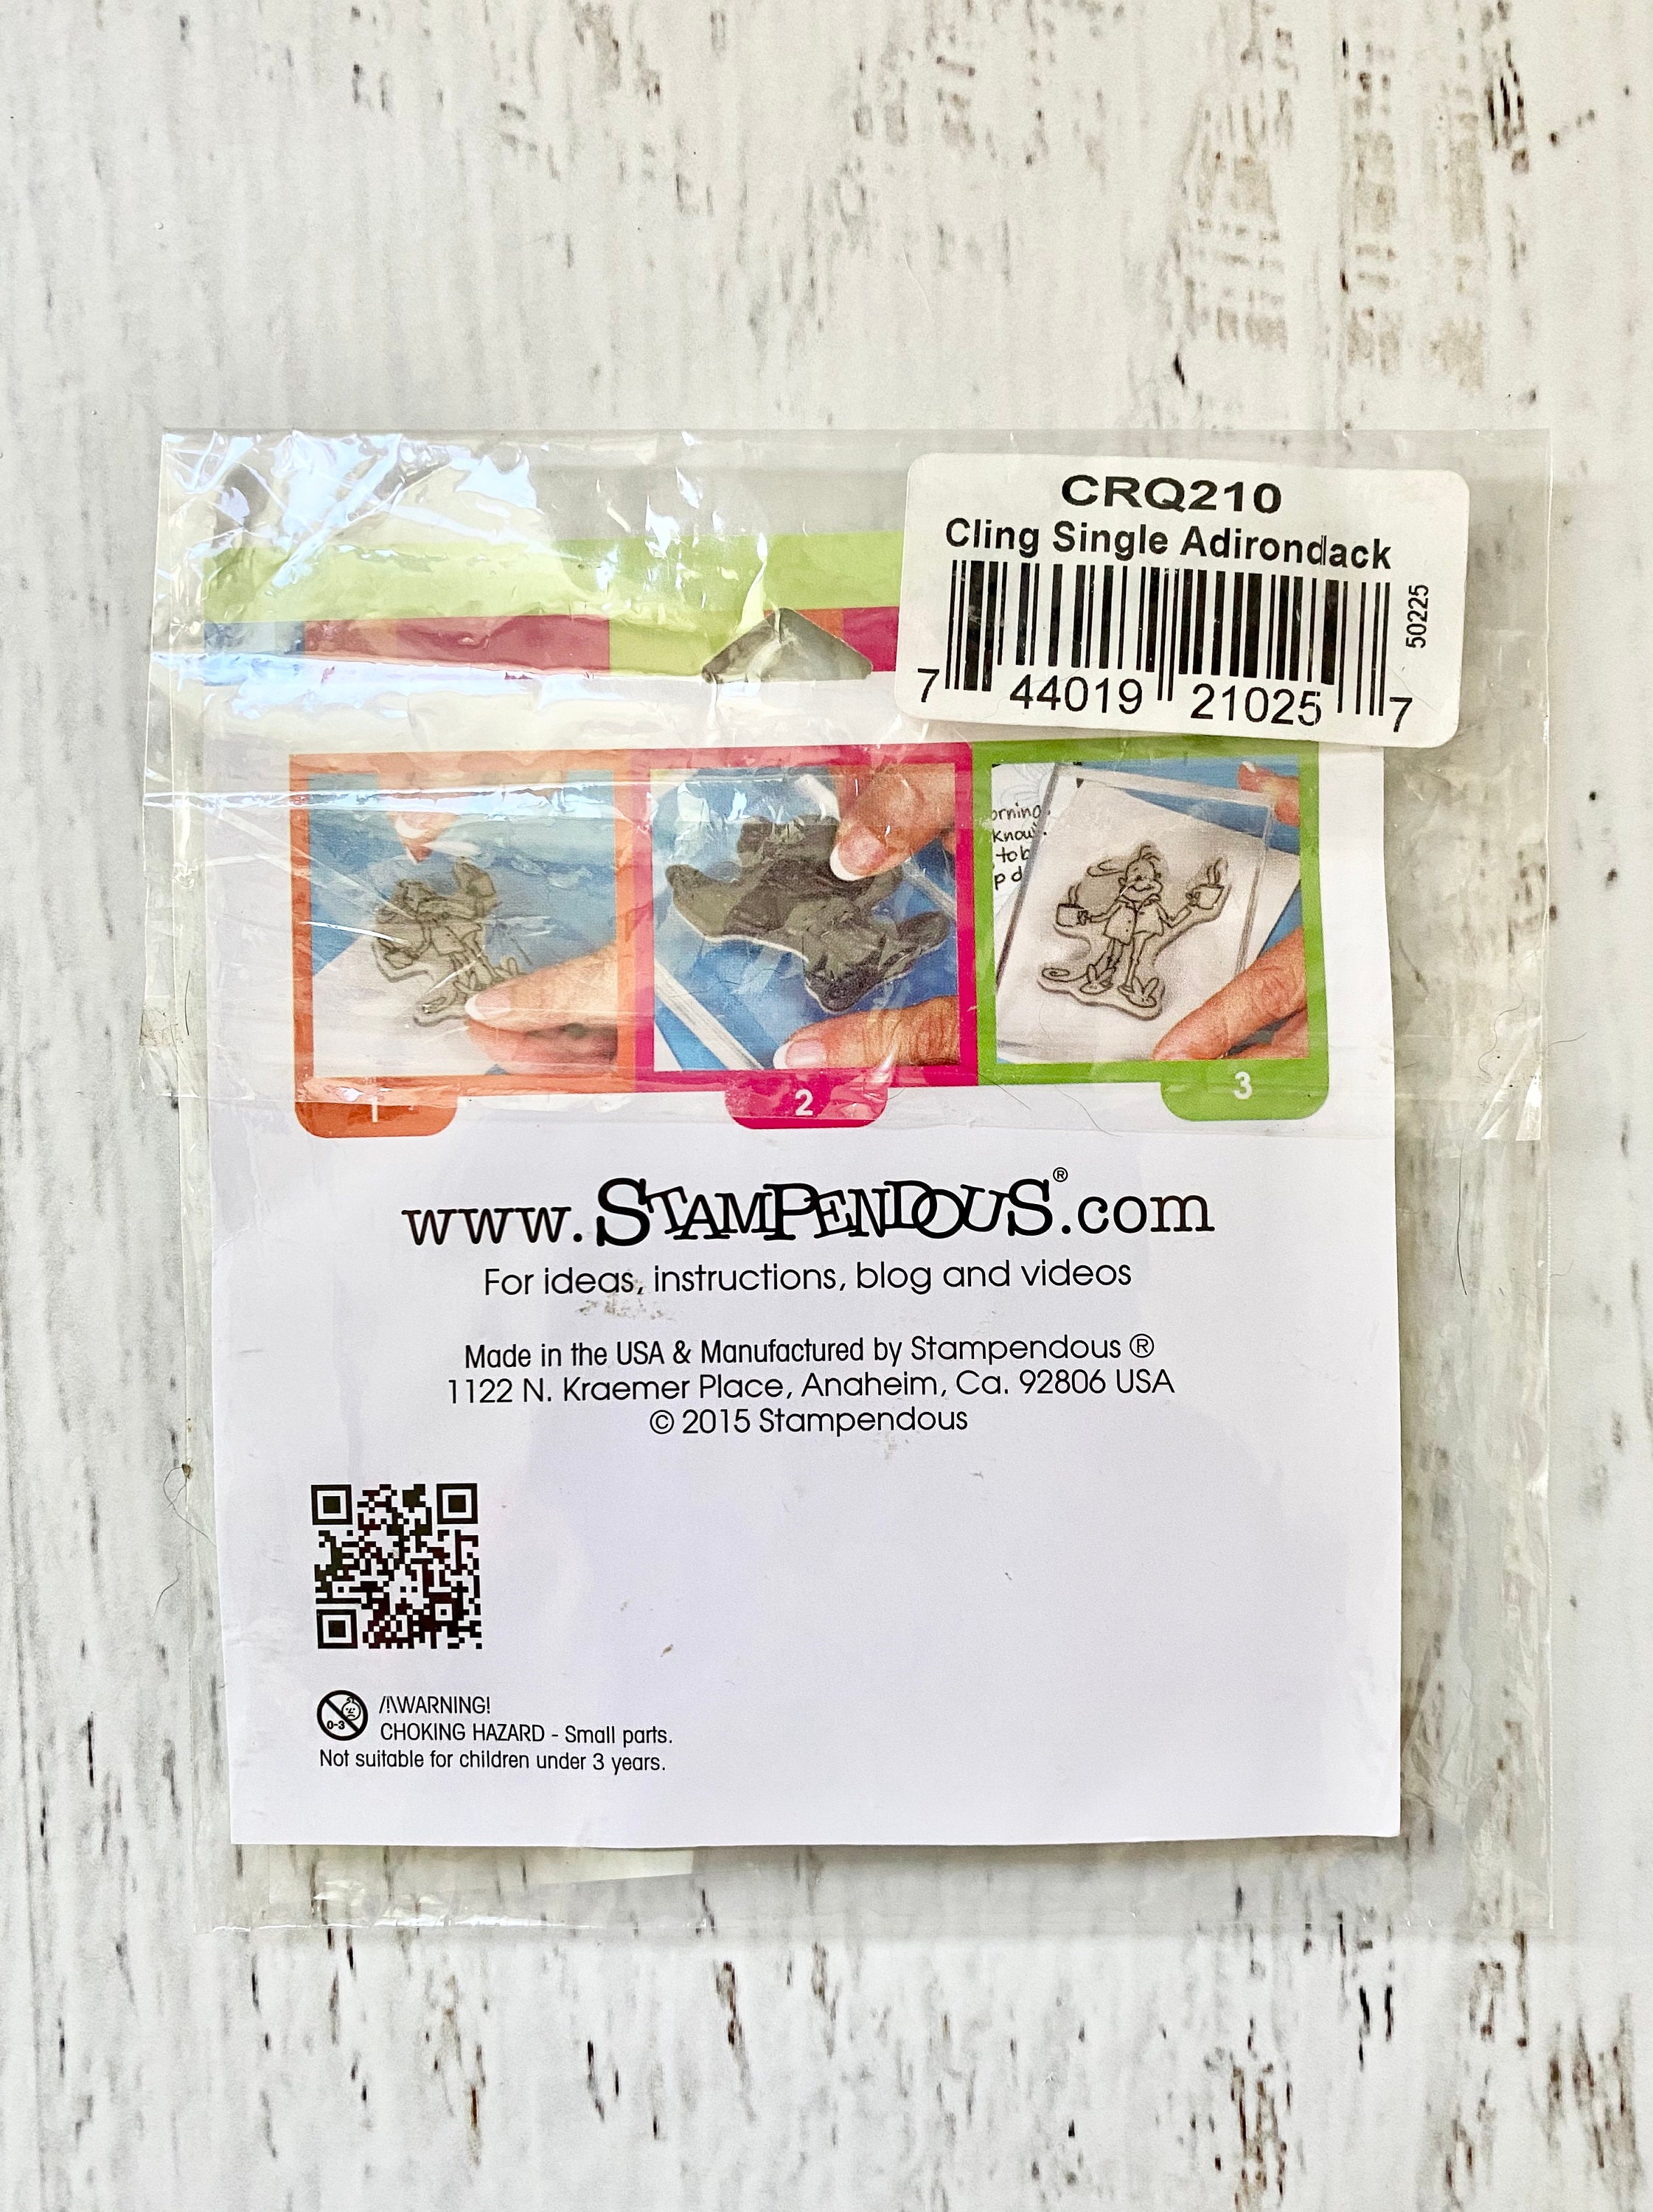 CRQ210
Cling Single Adirondack
50225
7 44019 21025 7
1
2
3
www.STAMPENDOUS®.com
For ideas, instructions, blog and videos
Made in the USA & Manufactured by Stampendous ®
1122 N. Kraemer Place, Anaheim, Ca. 92806 USA
© 2015 Stampendous
0-3
/!\WARNING!
CHOKING HAZARD - Small parts.
Not suitable for children under 3 years.